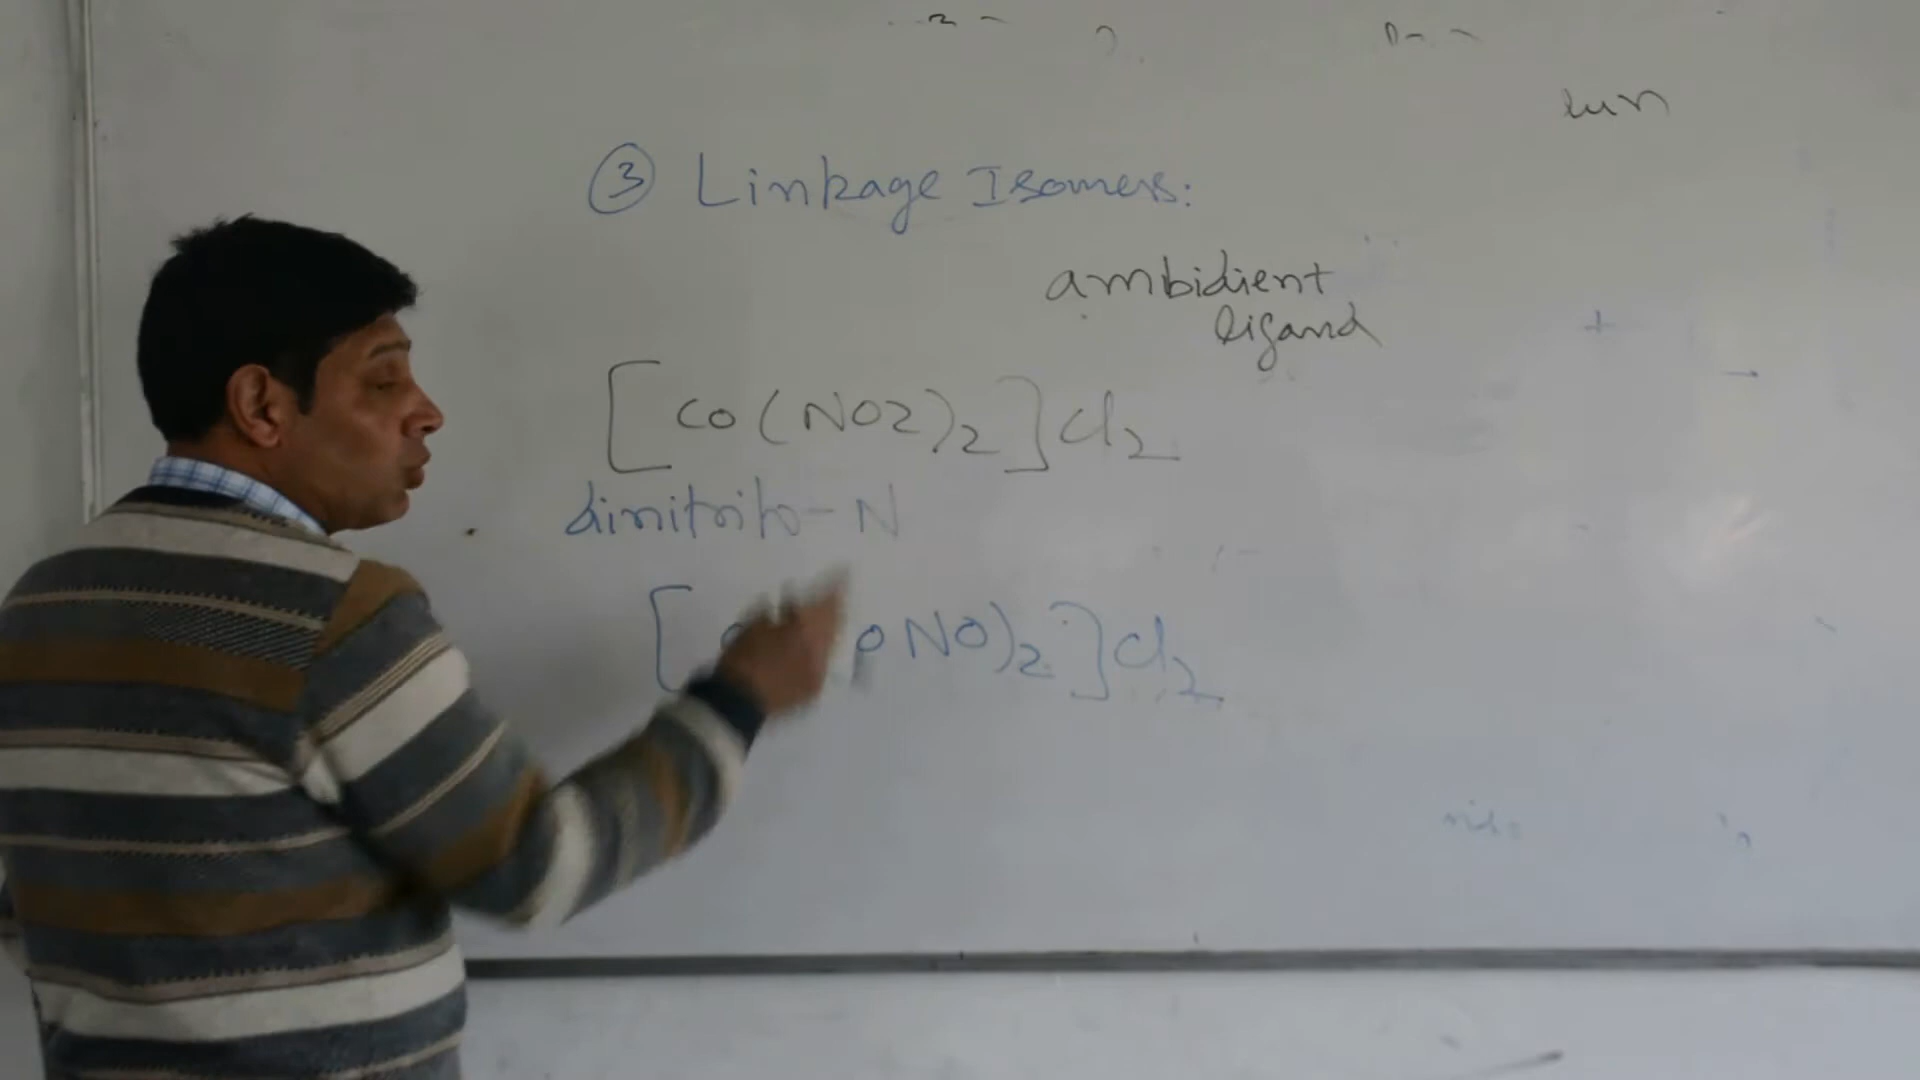 ③ Linkage Isomers:
ambidient
ligand
[Co(NO2)2]Cl2
dinitrito-N
ONO)2]Cl2